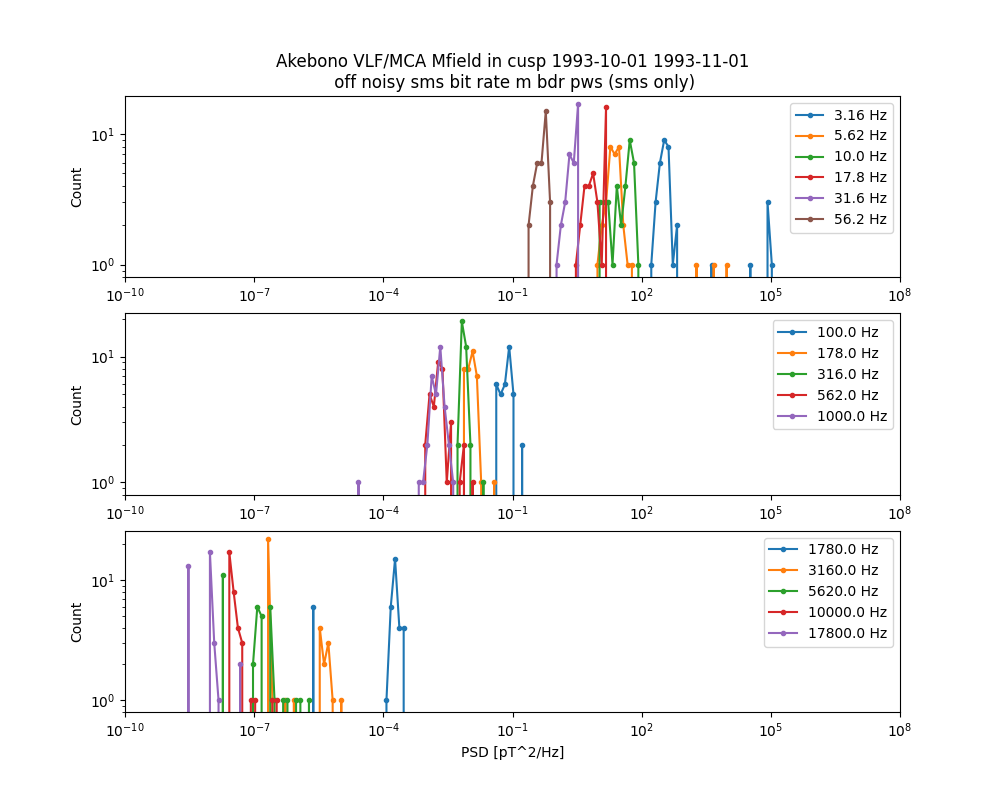 Akebono VLF/MCA Mfield in cusp 1993-10-01 1993-11-01
off noisy sms bit rate m bdr pws (sms only)
Count
10^1
10^0
3.16 Hz
5.62 Hz
10.0 Hz
17.8 Hz
31.6 Hz
56.2 Hz
10^-10 10^-7 10^-4 10^-1 10^2 10^5 10^8
Count
10^1
10^0
100.0 Hz
178.0 Hz
316.0 Hz
562.0 Hz
1000.0 Hz
10^-10 10^-7 10^-4 10^-1 10^2 10^5 10^8
Count
10^1
10^0
1780.0 Hz
3160.0 Hz
5620.0 Hz
10000.0 Hz
17800.0 Hz
10^-10 10^-7 10^-4 10^-1 10^2 10^5 10^8
PSD [pT^2/Hz]